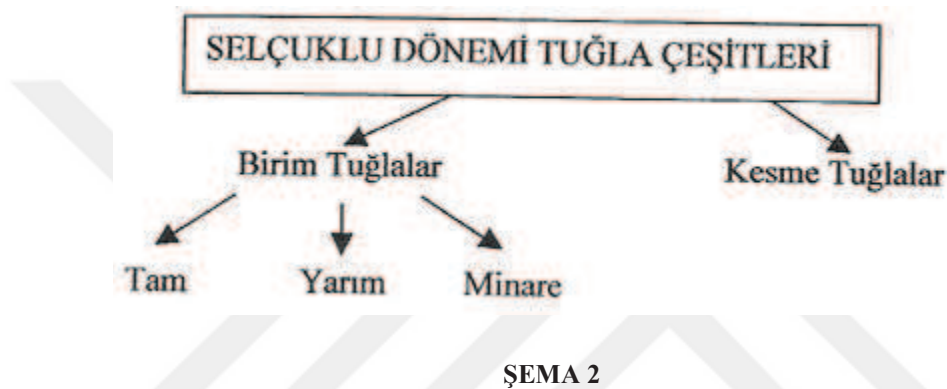 SELÇUKLU DÖNEMİ TUĞLA ÇEŞİTLERİ
Birim Tuğlalar
Kesme Tuğlalar
Tam
Yarım
Minare
ŞEMA 2